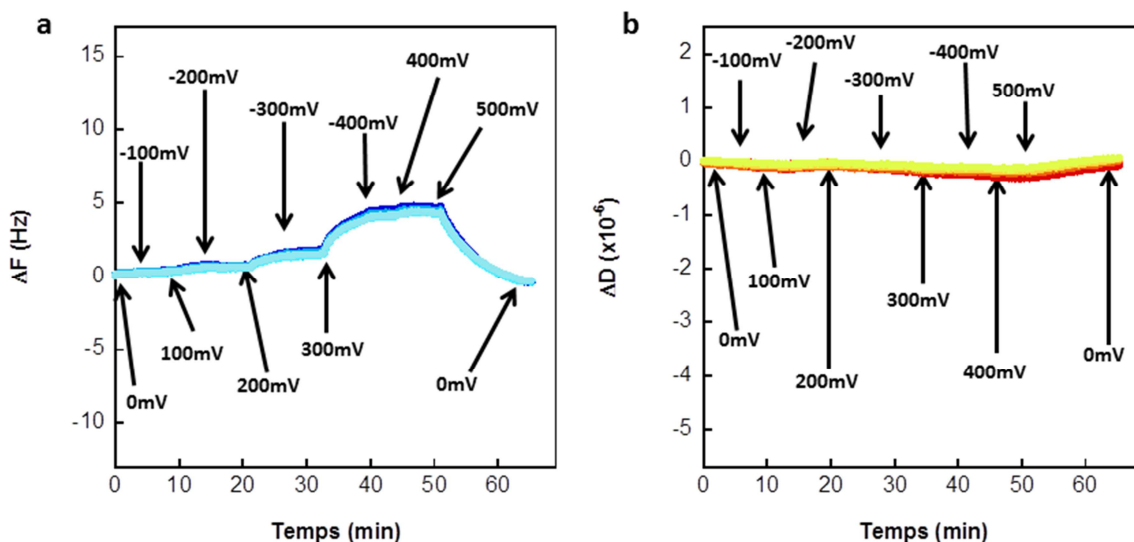 a
15
10
5
0
-5
-10
ΔF (Hz)
-100mV
-200mV
-300mV
-400mV
400mV
500mV
0mV
100mV
200mV
300mV
0mV
0 10 20 30 40 50 60
Temps (min)
b
2
1
0
-1
-2
-3
-4
-5
ΔD (x10⁻⁶)
-100mV
-200mV
-300mV
-400mV
500mV
0mV
100mV
200mV
300mV
400mV
0mV
0 10 20 30 40 50 60
Temps (min)